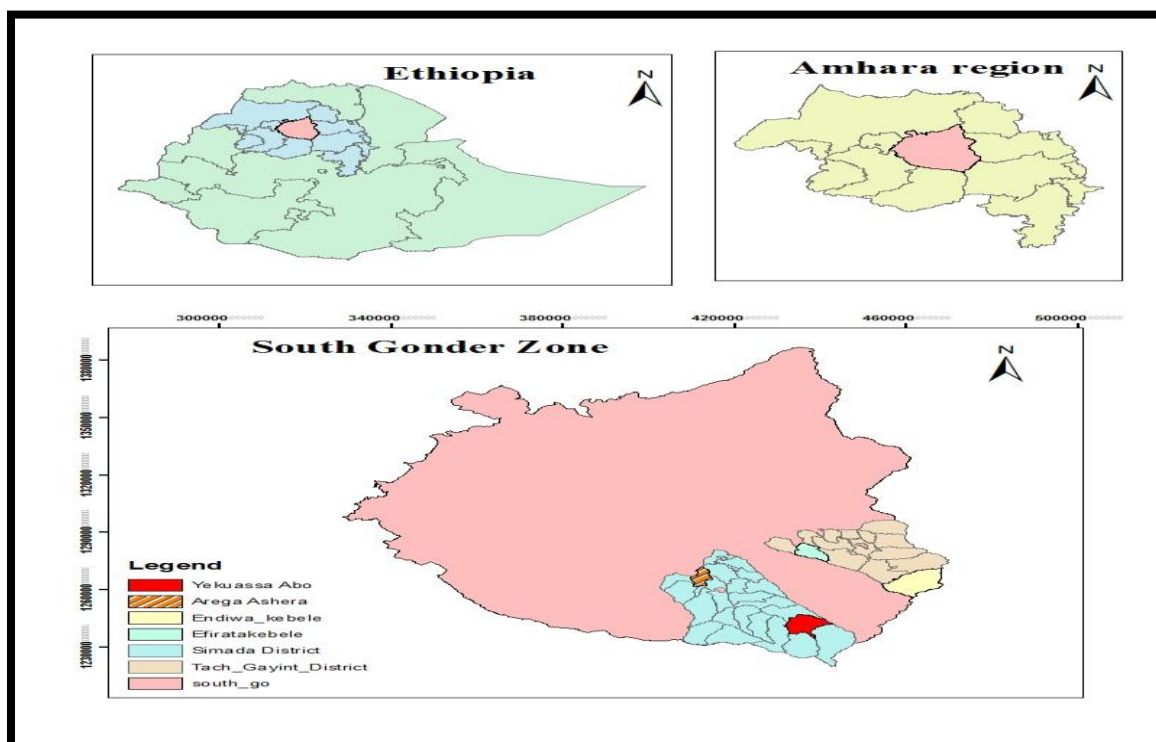 Ethiopia
N
Amhara region
N
300000 340000 380000 420000 460000 500000
South Gonder Zone
N
1380000
1350000
1320000
1290000
1260000
1230000
Legend
Yekuassa Abo
Arega Ashera
Endiwa_kebele
Efiratakebele
Simada District
Tach_Gayint_District
south_go